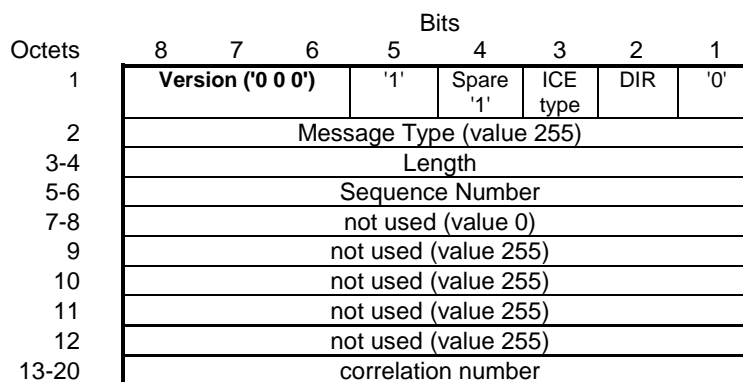 Bits
Octets 8 7 6 5 4 3 2 1
1 Version ('0 0 0') '1' Spare '1' ICE type DIR '0'
2 Message Type (value 255)
3-4 Length
5-6 Sequence Number
7-8 not used (value 0)
9 not used (value 255)
10 not used (value 255)
11 not used (value 255)
12 not used (value 255)
13-20 correlation number